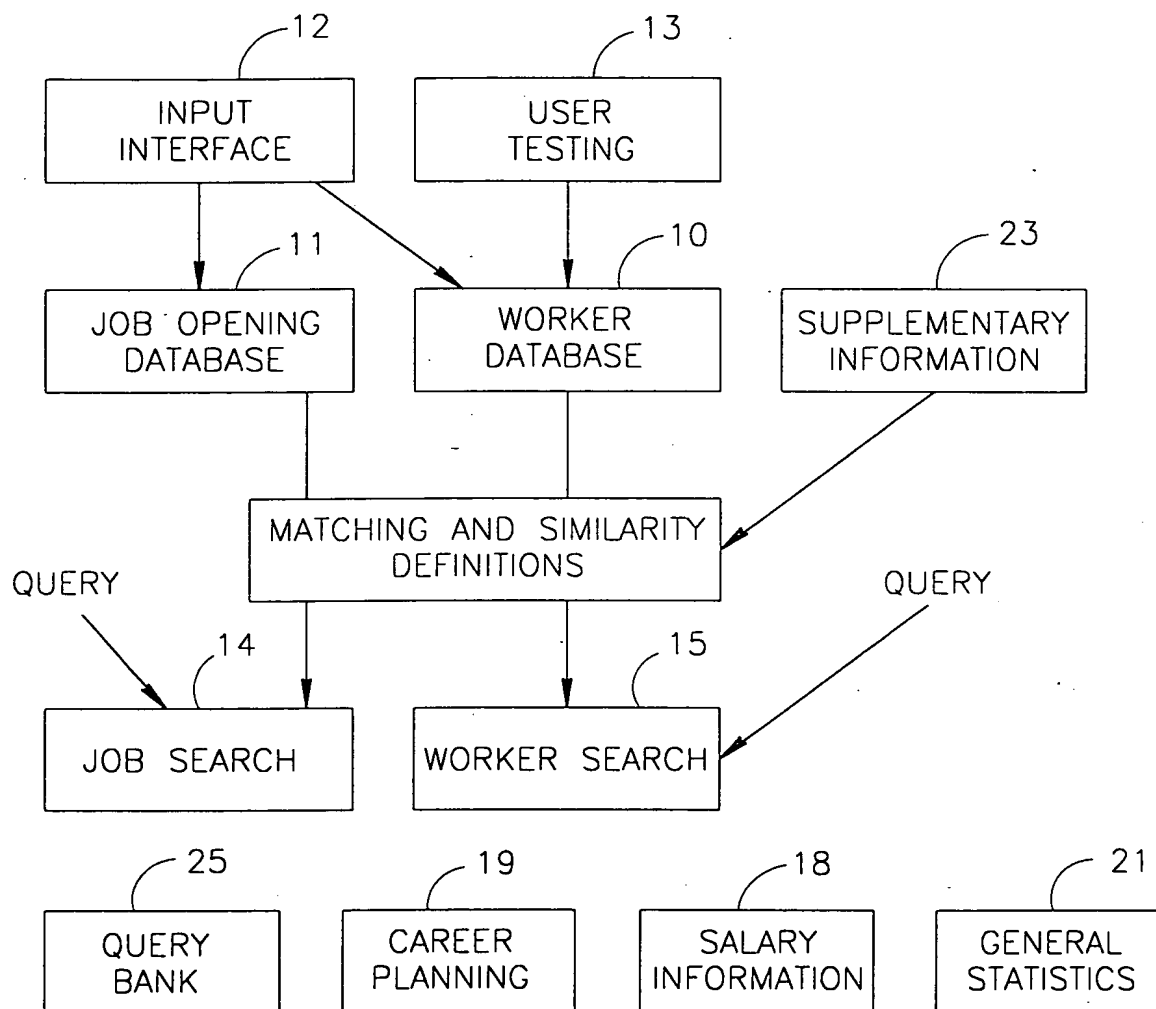 12
13
INPUT
INTERFACE
USER
TESTING
11
10
23
JOB OPENING
DATABASE
WORKER
DATABASE
SUPPLEMENTARY
INFORMATION
MATCHING AND SIMILARITY
DEFINITIONS
QUERY
QUERY
14
15
JOB SEARCH
WORKER SEARCH
25
19
18
21
QUERY
BANK
CAREER
PLANNING
SALARY
INFORMATION
GENERAL
STATISTICS